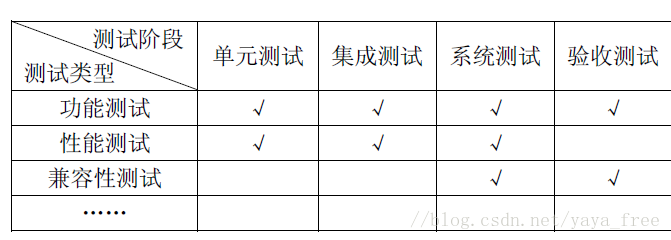 测试阶段
测试类型 单元测试 集成测试 系统测试 验收测试
功能测试 √ √ √ √
性能测试 √ √ √
兼容性测试 √ √
······
//blog.csdn.net/yaya_free